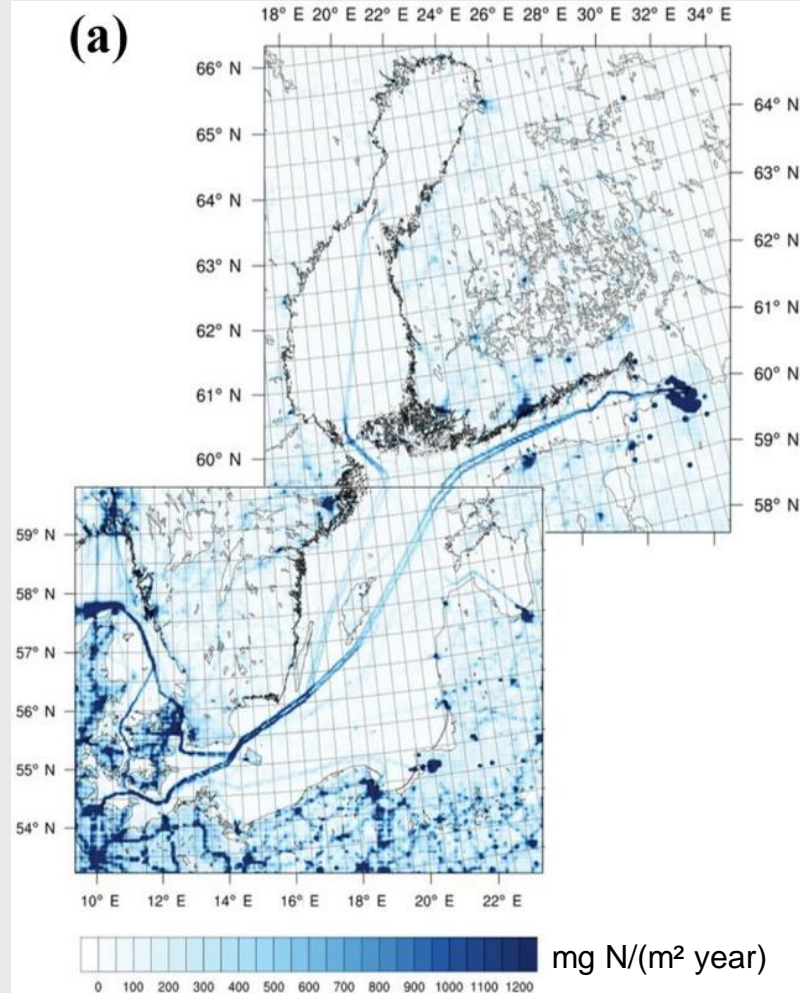 (a)
18° E 20° E 22° E 24° E 26° E 28° E 30° E 32° E 34° E
66° N
65° N
64° N
63° N
62° N
61° N
60° N
64° N
63° N
62° N
61° N
60° N
59° N
58° N
59° N
58° N
57° N
56° N
55° N
54° N
10° E 12° E 14° E 16° E 18° E 20° E 22° E
mg N/(m² year)
0 100 200 300 400 500 600 700 800 900 1000 1100 1200